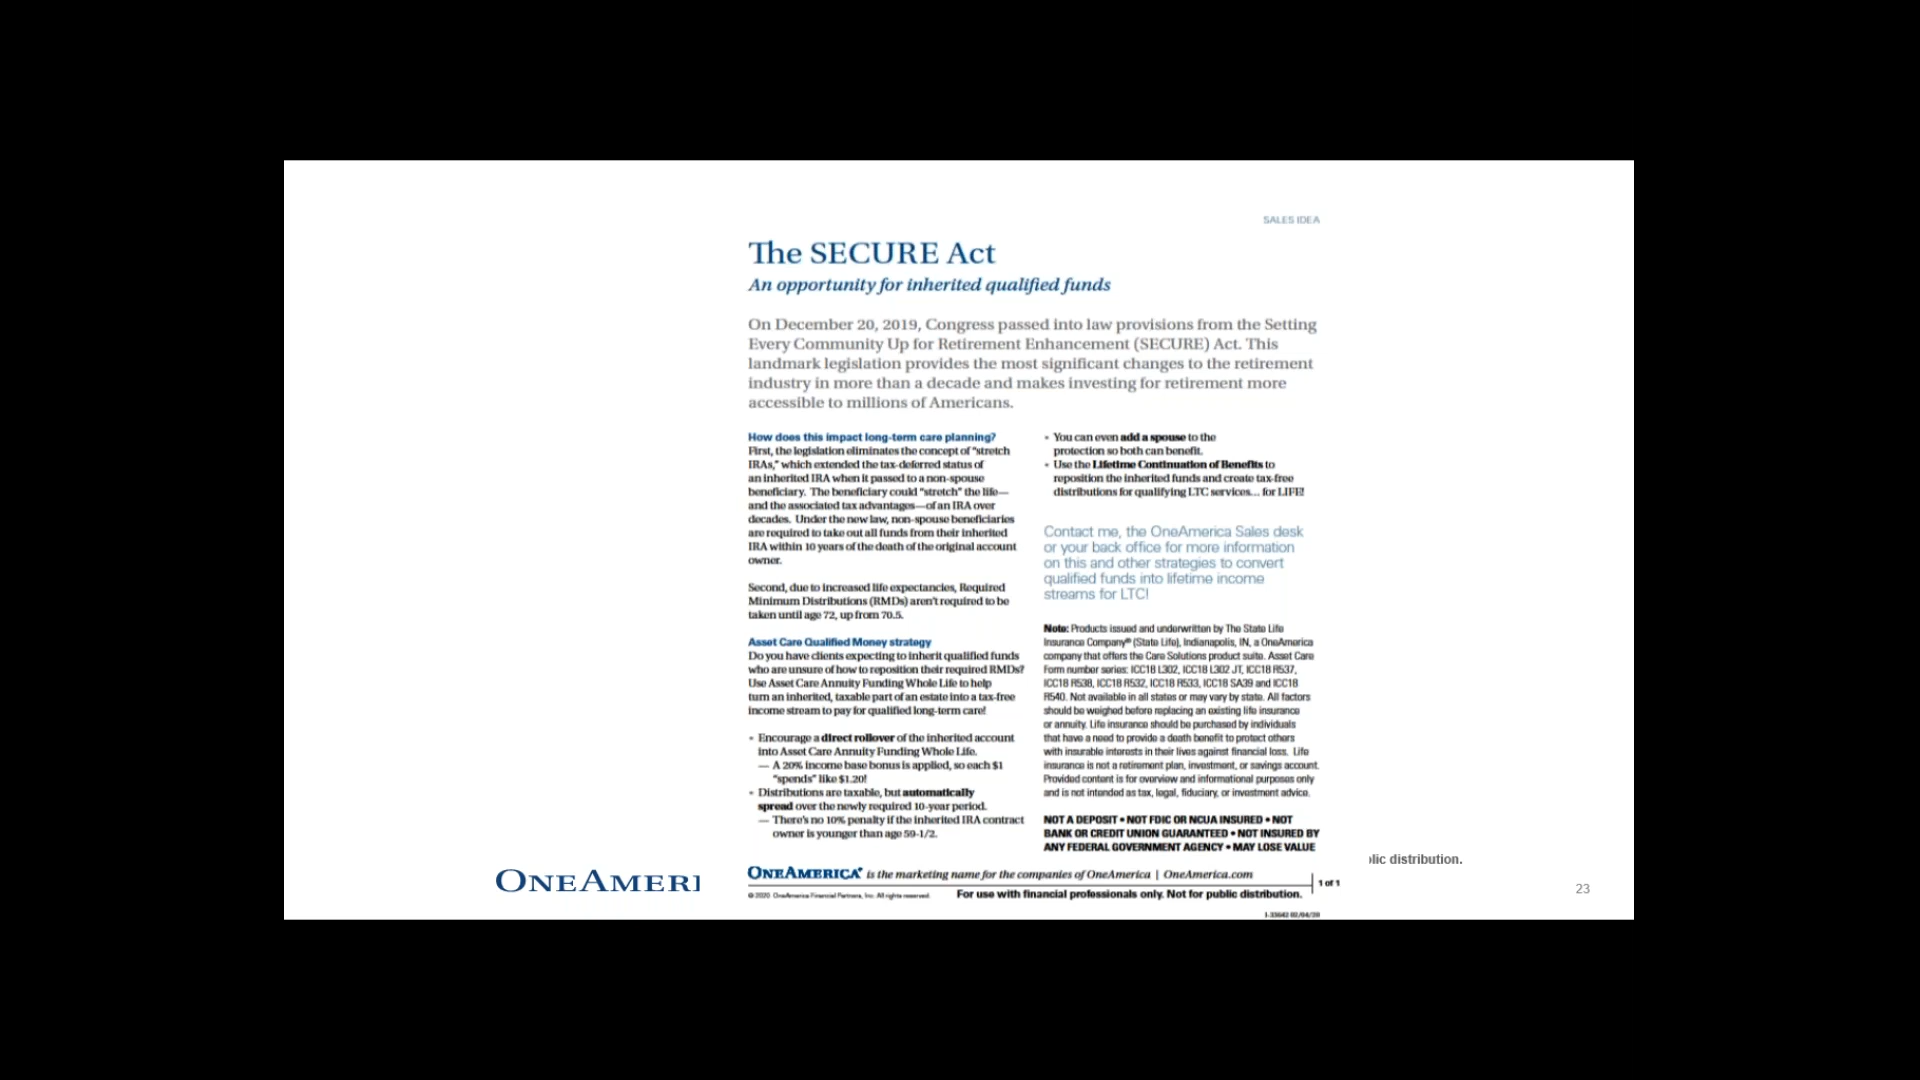 SALES IDEA
The SECURE Act
An opportunity for inherited qualified funds
On December 20, 2019, Congress passed into law provisions from the Setting
Every Community Up for Retirement Enhancement (SECURE) Act. This
landmark legislation provides the most significant changes to the retirement
industry in more than a decade and makes investing for retirement more
accessible to millions of Americans.
How does this impact long-term care planning?
First, the legislation eliminates the concept of "stretch
IRAs," which extended the tax-deferred status of
an inherited IRA when it passed to a non-spouse
beneficiary. The beneficiary could "stretch" the life—
and the associated tax advantages—of an IRA over
decades. Under the new law, non-spouse beneficiaries
are required to take out all funds from their inherited
IRA within 10 years of the death of the original account
owner.
Second, due to increased life expectancies, Required
Minimum Distributions (RMDs) aren't required to be
taken until age 72, up from 70.5.
Asset Care Qualified Money strategy
Do you have clients expecting to inherit qualified funds
who are unsure of how to reposition their required RMDs?
Use Asset Care Annuity Funding Whole Life to help
turn an inherited, taxable part of an estate into a tax-free
income stream to pay for qualified long-term care!
• Encourage a direct rollover of the inherited account
into Asset Care Annuity Funding Whole Life.
— A 20% income base bonus is applied, so each $1
"spends" like $1.20!
• Distributions are taxable, but automatically
spread over the newly required 10-year period.
— There's no 10% penalty if the inherited IRA contract
owner is younger than age 59-1/2.
• You can even add a spouse to the
protection so both can benefit.
• Use the Lifetime Continuation of Benefits to
reposition the inherited funds and create tax-free
distributions for qualifying LTC services... for LIFE!
Contact me, the OneAmerica Sales desk
or your back office for more information
on this and other strategies to convert
qualified funds into lifetime income
streams for LTC!
Note: Products issued and underwritten by The State Life
Insurance Company® (State Life), Indianapolis, IN, a OneAmerica
company that offers the Care Solutions product suite. Asset Care
Form number series: ICC18 L302, ICC18 L302 JT, ICC18 R537,
ICC18 R538, ICC18 R532, ICC18 R533, ICC18 SA39 and ICC18
R540. Not available in all states or may vary by state. All factors
should be weighed before replacing an existing life insurance
or annuity. Life insurance should be purchased by individuals
that have a need to provide a death benefit to protect others
with insurable interests in their lives against financial loss. Life
insurance is not a retirement plan, investment, or savings account.
Provided content is for overview and informational purposes only
and is not intended as tax, legal, fiduciary, or investment advice.
NOT A DEPOSIT • NOT FDIC OR NCUA INSURED • NOT
BANK OR CREDIT UNION GUARANTEED • NOT INSURED BY
ANY FEDERAL GOVERNMENT AGENCY • MAY LOSE VALUE
lic distribution.
ONEAMERI
ONEAMERICA® is the marketing name for the companies of OneAmerica | OneAmerica.com
1 of 1
23
© 2020 OneAmerica Financial Partners, Inc. All rights reserved.
For use with financial professionals only. Not for public distribution.